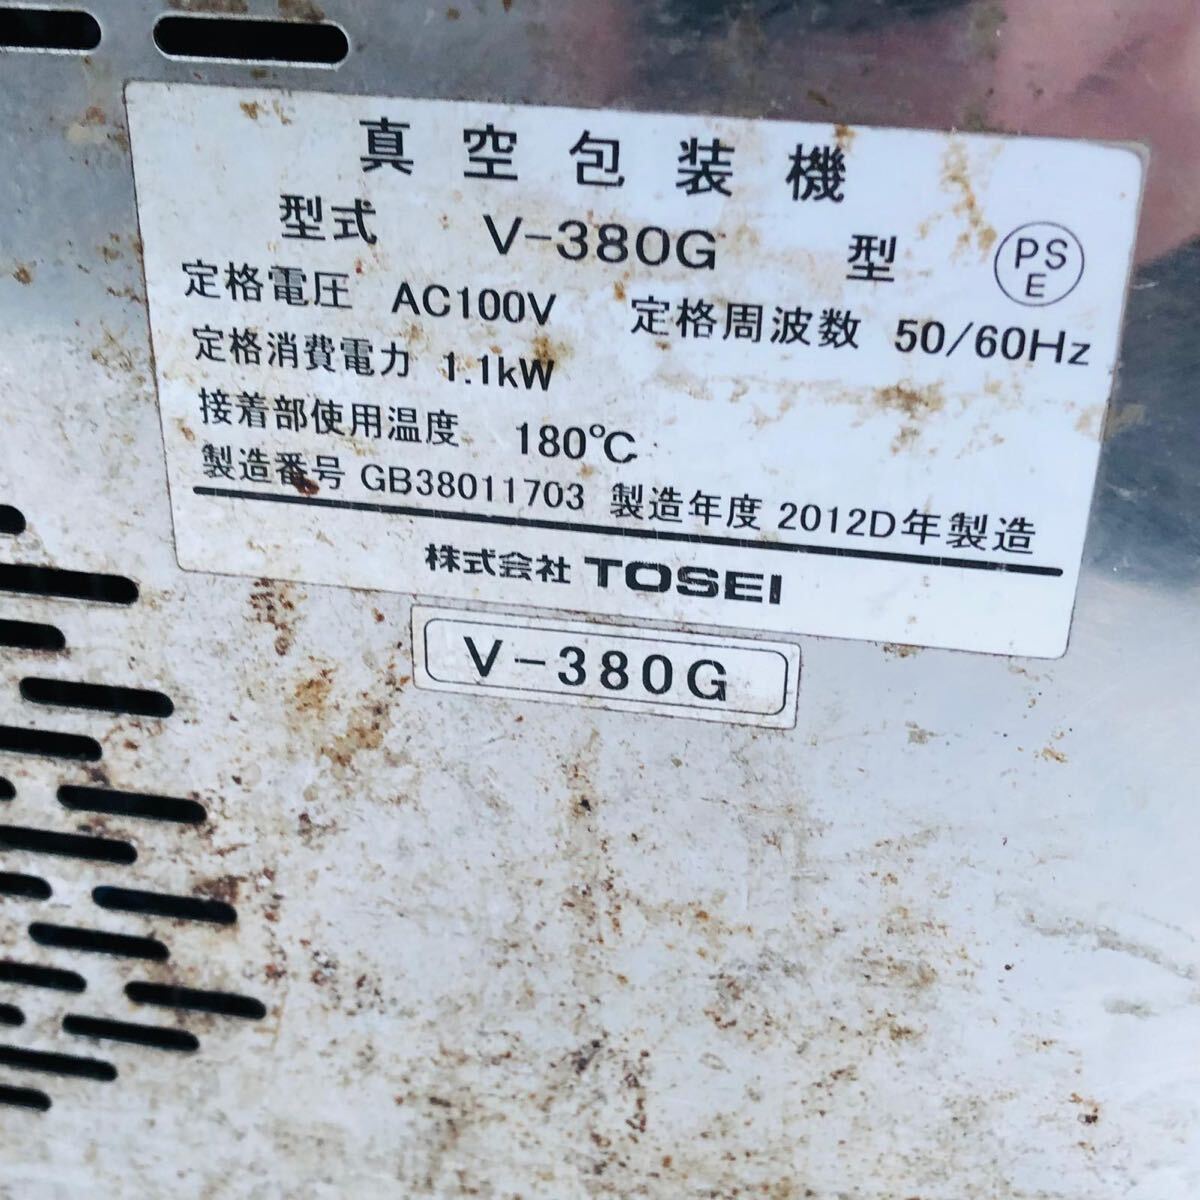 真空包装機
型式 V-380G 型 PSE
定格電圧 AC100V 定格周波数 50/60Hz
定格消費電力 1.1kW
接着部使用温度 180℃
製造番号 GB38011703 製造年度 2012D年製造
株式会社 TOSEI
V-380G